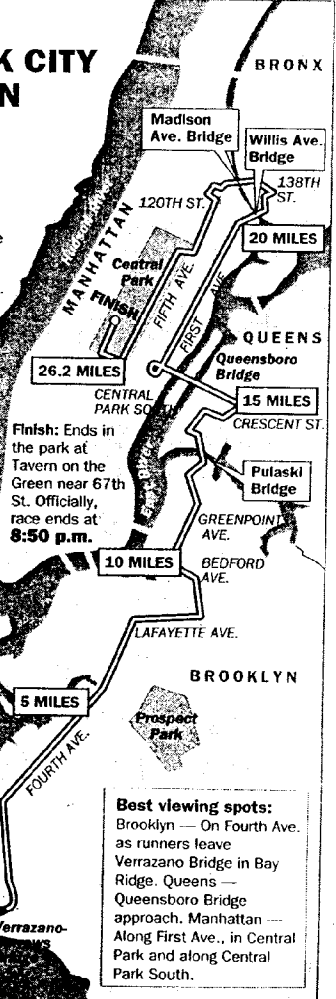 K CITY
N
BRONX
Madison
Ave. Bridge
Willis Ave.
Bridge
138TH
ST.
120TH ST.
20 MILES
MANHATTAN
Central
Park
FINISH
FIFTH AVE.
FIRST AVE.
QUEENS
Queensboro
Bridge
26.2 MILES
CENTRAL
PARK SOUTH
15 MILES
CRESCENT ST.
Finish: Ends in
the park at
Tavern on the
Green near 67th
St. Officially,
race ends at
8:50 p.m.
Pulaski
Bridge
GREENPOINT
AVE.
10 MILES
BEDFORD
AVE.
LAFAYETTE AVE.
BROOKLYN
5 MILES
Prospect
Park
FOURTH AVE.
Best viewing spots:
Brooklyn — On Fourth Ave.
as runners leave
Verrazano Bridge in Bay
Ridge. Queens —
Queensboro Bridge
approach. Manhattan —
Along First Ave., in Central
Park and along Central
Park South.
Verrazano-